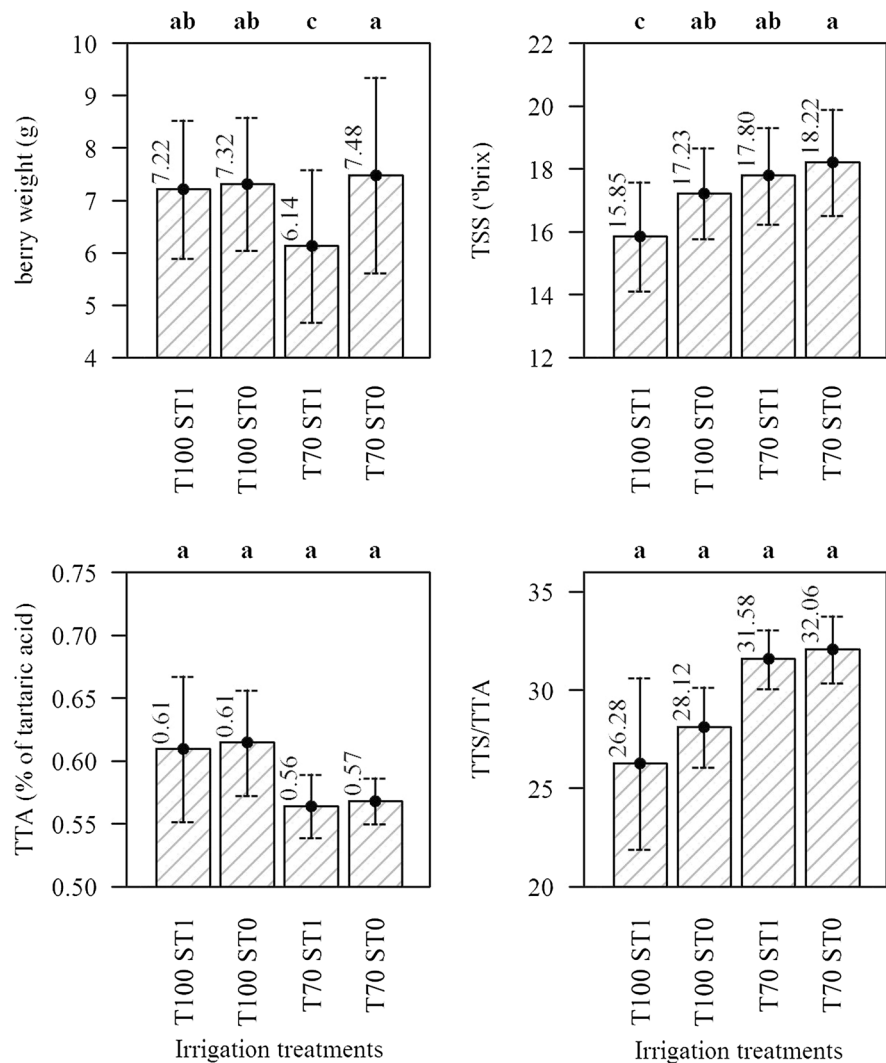 ab ab c a
berry weight (g)
10
9
8
7
6
5
4
7.22
7.32
6.14
7.48
T100 ST1
T100 ST0
T70 ST1
T70 ST0
c ab ab a
TSS (ºbrix)
22
20
18
16
14
12
15.85
17.23
17.80
18.22
T100 ST1
T100 ST0
T70 ST1
T70 ST0
a a a a
TTA (% of tartaric acid)
0.75
0.70
0.65
0.60
0.55
0.50
0.61
0.61
0.56
0.57
T100 ST1
T100 ST0
T70 ST1
T70 ST0
Irrigation treatments
a a a a
TTS/TTA
35
30
25
20
26.28
28.12
31.58
32.06
T100 ST1
T100 ST0
T70 ST1
T70 ST0
Irrigation treatments